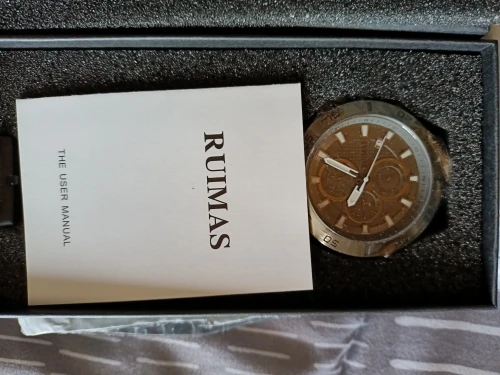 RUIMAS
THE USER MANUAL